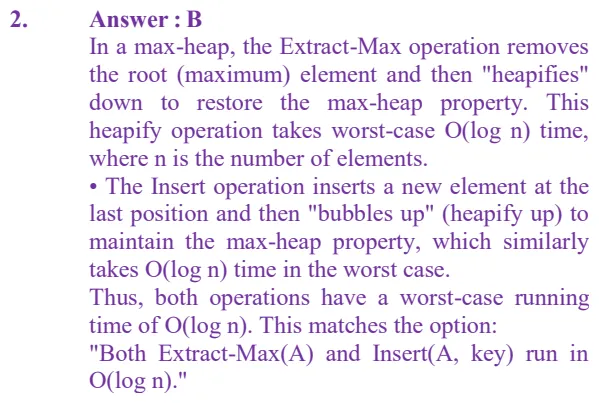 2. Answer : B
In a max-heap, the Extract-Max operation removes
the root (maximum) element and then "heapifies"
down to restore the max-heap property. This
heapify operation takes worst-case O(log n) time,
where n is the number of elements.
• The Insert operation inserts a new element at the
last position and then "bubbles up" (heapify up) to
maintain the max-heap property, which similarly
takes O(log n) time in the worst case.
Thus, both operations have a worst-case running
time of O(log n). This matches the option:
"Both Extract-Max(A) and Insert(A, key) run in
O(log n)."